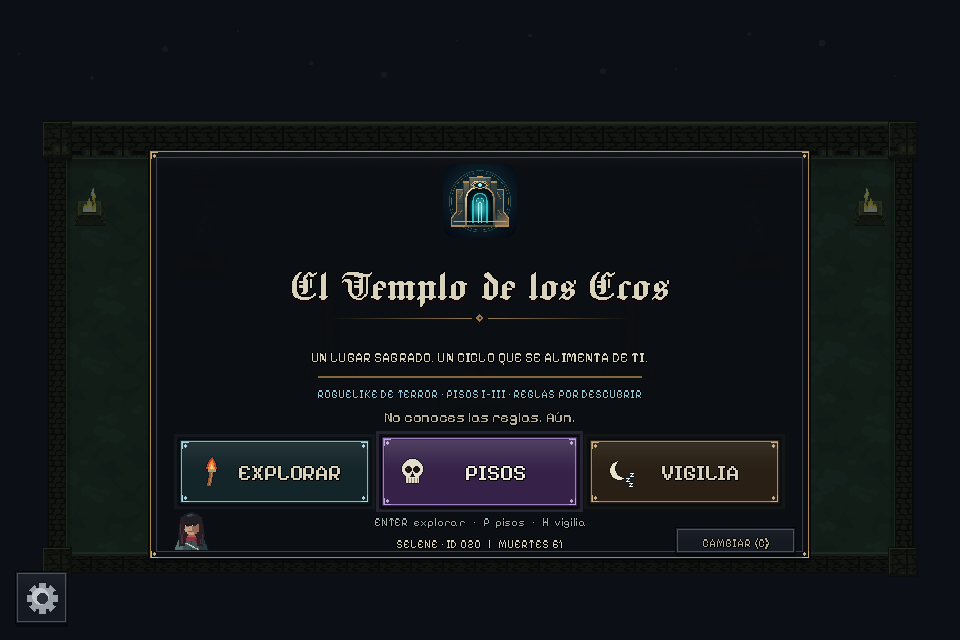 El Templo de los Ecos
UN LUGAR SAGRADO. UN CICLO QUE SE ALIMENTA DE TI.
ROGUELIKE DE TERROR · PISOS I-III · REGLAS POR DESCUBRIR
No conoces las reglas. Aún.
EXPLORAR PISOS VIGILIA
ENTER explorar · P pisos · H vigilia
SELENE · ID 020 | MUERTES 61
CAMBIAR (C)